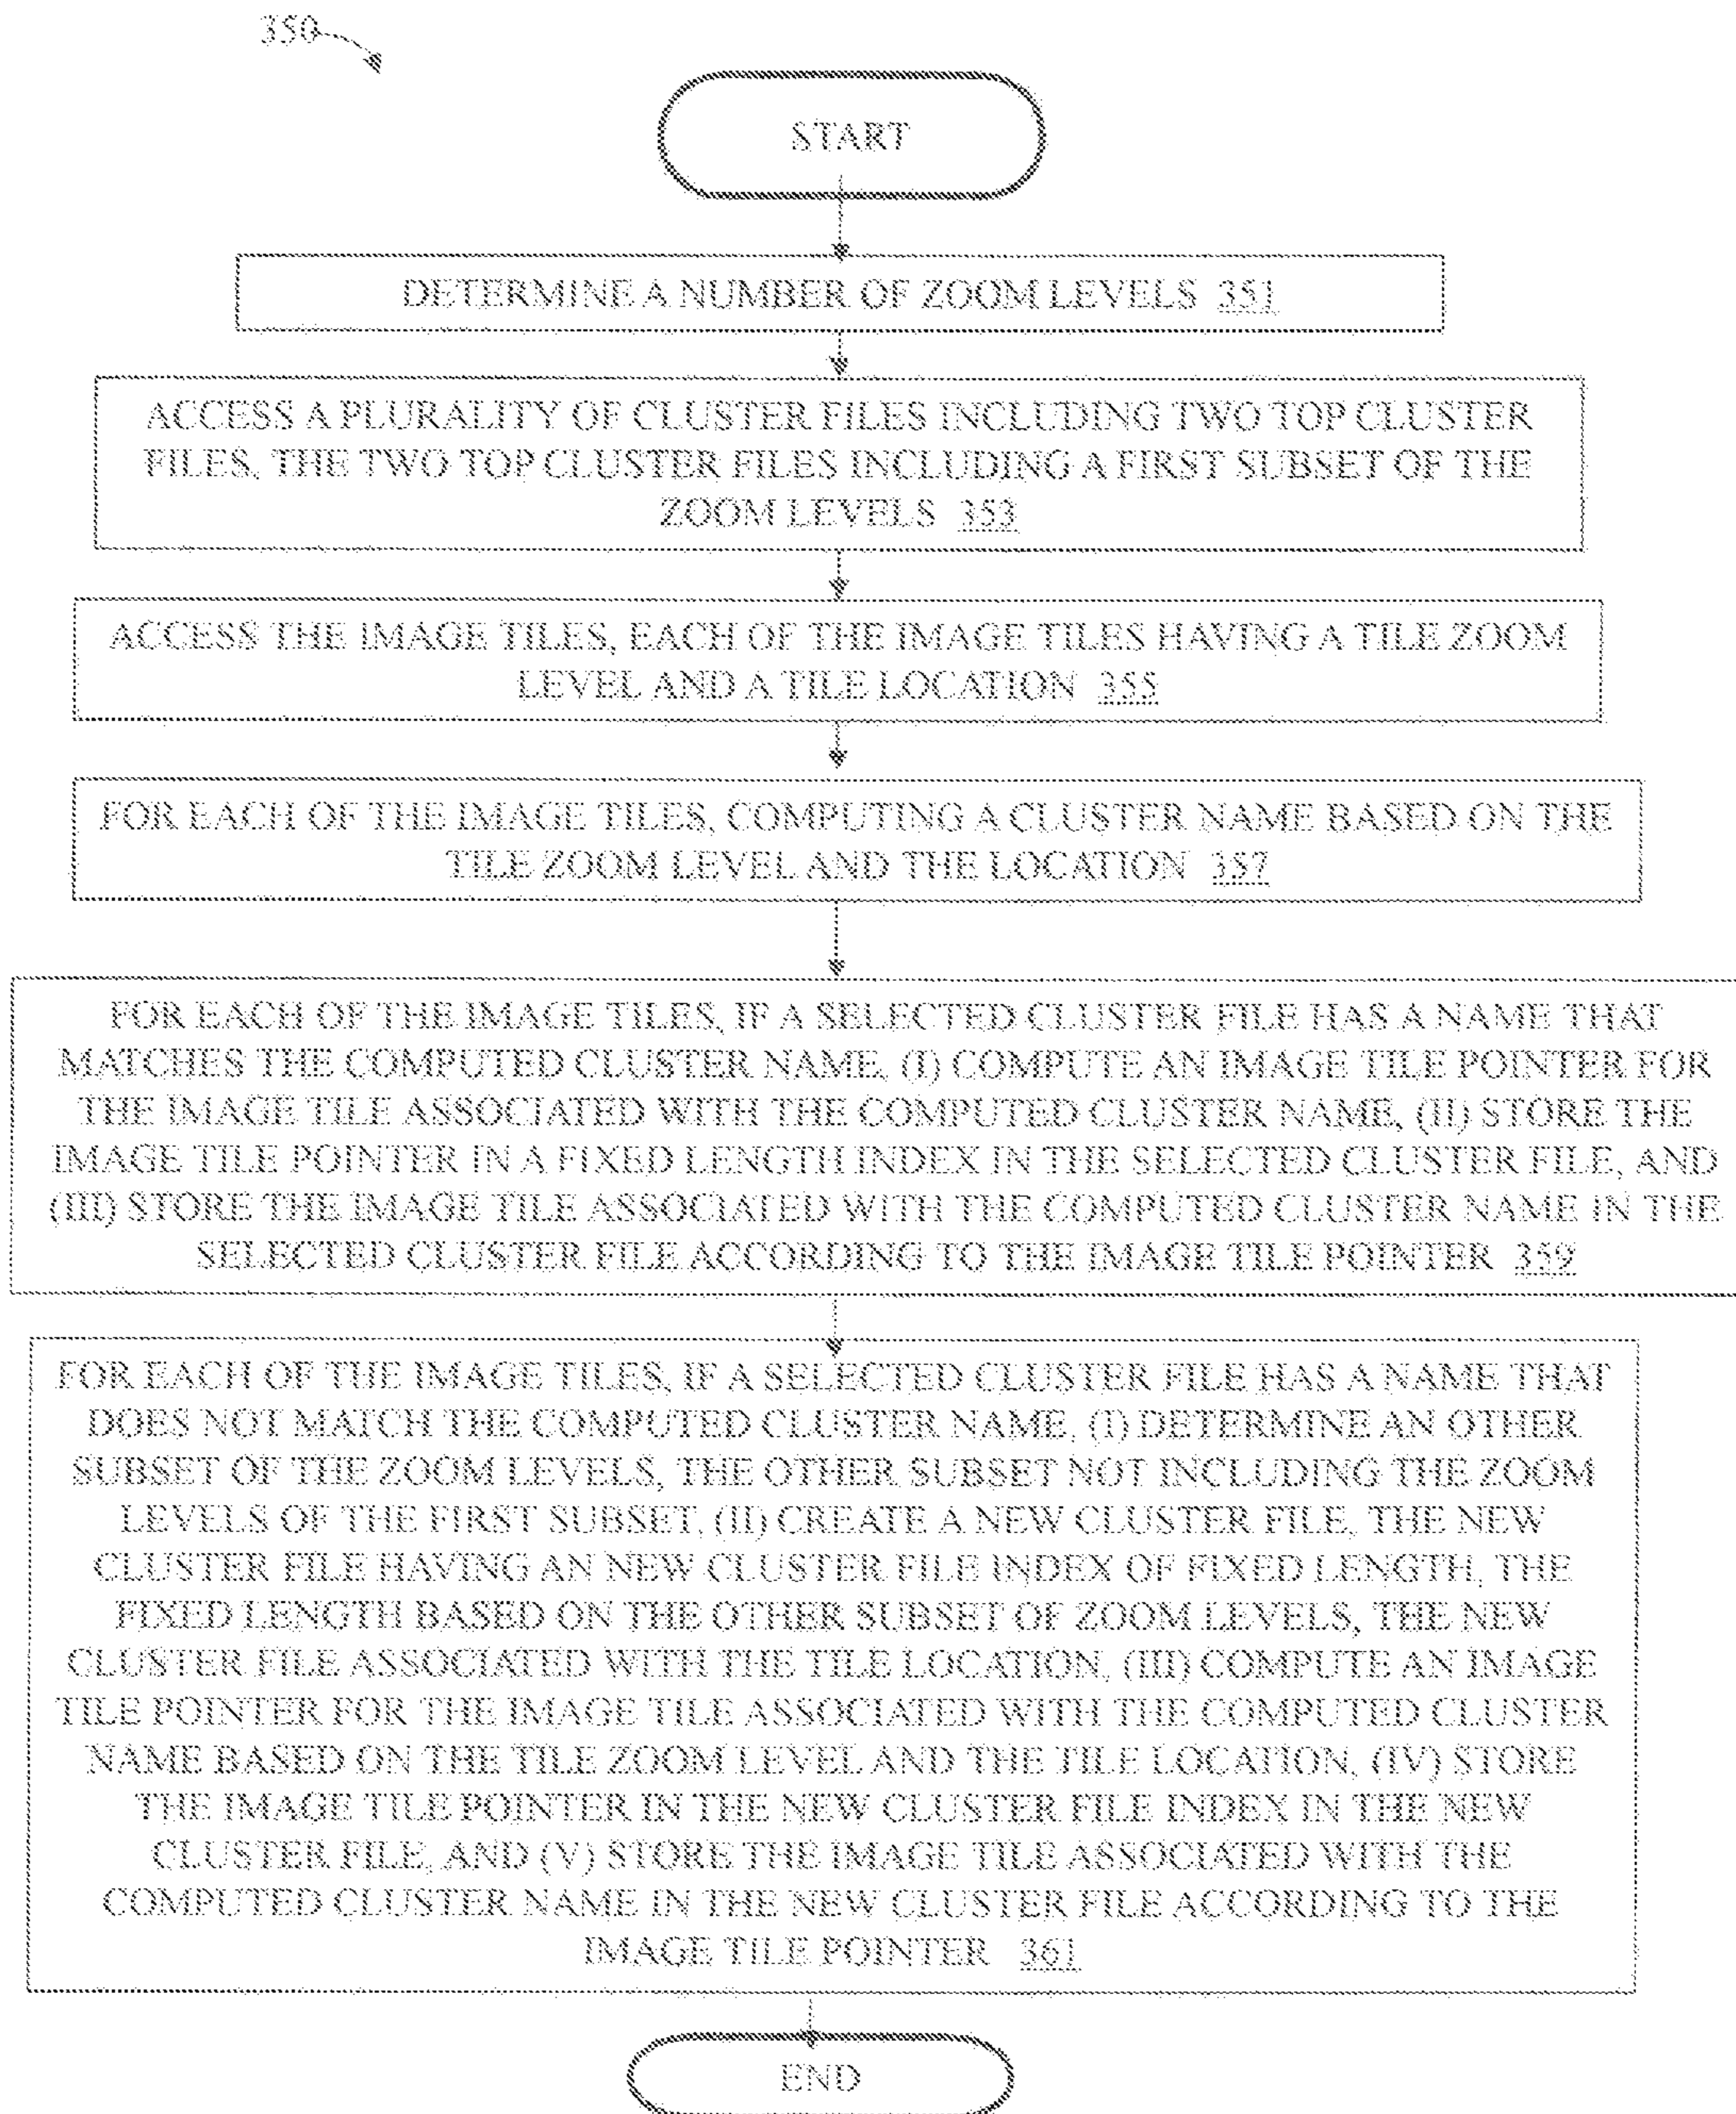 350
START
DETERMINE A NUMBER OF ZOOM LEVELS 351
ACCESS A PLURALITY OF CLUSTER FILES INCLUDING TWO TOP CLUSTER
FILES, THE TWO TOP CLUSTER FILES INCLUDING A FIRST SUBSET OF THE
ZOOM LEVELS 353
ACCESS THE IMAGE TILES, EACH OF THE IMAGE TILES HAVING A TILE ZOOM
LEVEL AND A TILE LOCATION 355
FOR EACH OF THE IMAGE TILES, COMPUTING A CLUSTER NAME BASED ON THE
TILE ZOOM LEVEL AND THE LOCATION 357
FOR EACH OF THE IMAGE TILES, IF A SELECTED CLUSTER FILE HAS A NAME THAT
MATCHES THE COMPUTED CLUSTER NAME, (I) COMPUTE AN IMAGE TILE POINTER FOR
THE IMAGE TILE ASSOCIATED WITH THE COMPUTED CLUSTER NAME, (II) STORE THE
IMAGE TILE POINTER IN A FIXED LENGTH INDEX IN THE SELECTED CLUSTER FILE, AND
(III) STORE THE IMAGE TILE ASSOCIATED WITH THE COMPUTED CLUSTER NAME IN THE
SELECTED CLUSTER FILE ACCORDING TO THE IMAGE TILE POINTER 359
FOR EACH OF THE IMAGE TILES, IF A SELECTED CLUSTER FILE HAS A NAME THAT
DOES NOT MATCH THE COMPUTED CLUSTER NAME, (I) DETERMINE AN OTHER
SUBSET OF THE ZOOM LEVELS, THE OTHER SUBSET NOT INCLUDING THE ZOOM
LEVELS OF THE FIRST SUBSET, (II) CREATE A NEW CLUSTER FILE, THE NEW
CLUSTER FILE HAVING AN NEW CLUSTER FILE INDEX OF FIXED LENGTH, THE
FIXED LENGTH BASED ON THE OTHER SUBSET OF ZOOM LEVELS, THE NEW
CLUSTER FILE ASSOCIATED WITH THE TILE LOCATION, (III) COMPUTE AN IMAGE
TILE POINTER FOR THE IMAGE TILE ASSOCIATED WITH THE COMPUTED CLUSTER
NAME BASED ON THE TILE ZOOM LEVEL AND THE TILE LOCATION, (IV) STORE
THE IMAGE TILE POINTER IN THE NEW CLUSTER FILE INDEX IN THE NEW
CLUSTER FILE, AND (V) STORE THE IMAGE TILE ASSOCIATED WITH THE
COMPUTED CLUSTER NAME IN THE NEW CLUSTER FILE ACCORDING TO THE
IMAGE TILE POINTER 361
END